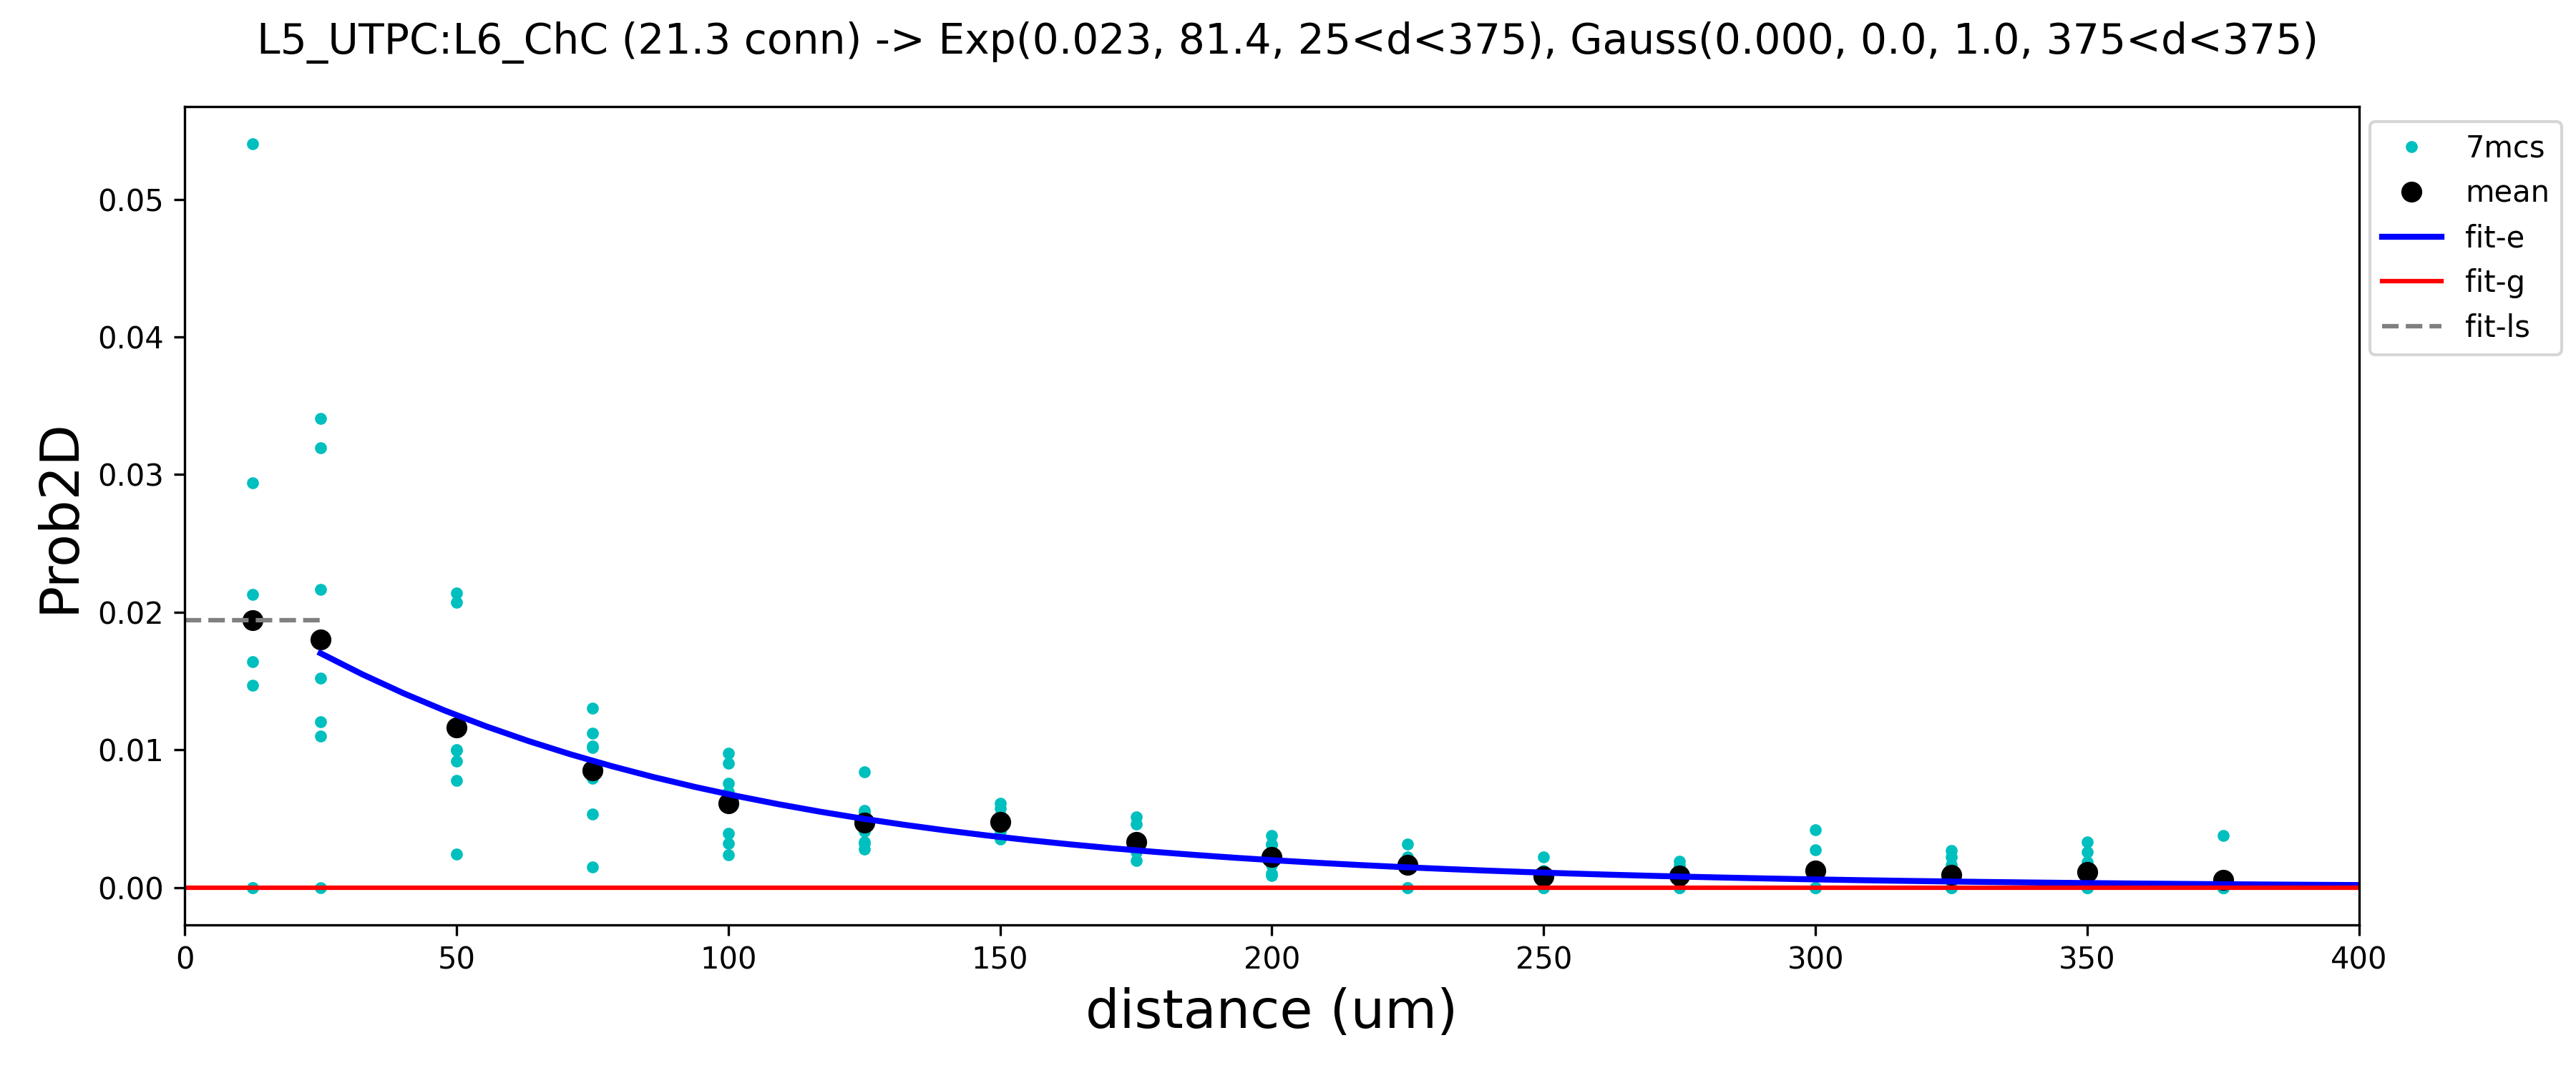 L5_UTPC:L6_ChC (21.3 conn) -> Exp(0.023, 81.4, 25<d<375), Gauss(0.000, 0.0, 1.0, 375<d<375)
7mcs
mean
fit-e
fit-g
fit-ls
Prob2D
0.05
0.04
0.03
0.02
0.01
0.00
0 50 100 150 200 250 300 350 400
distance (um)